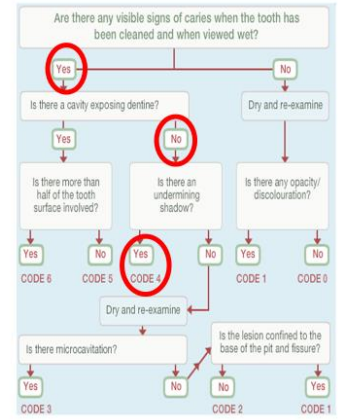 Are there any visible signs of caries when the tooth has
been cleaned and when viewed wet?
Yes
No
Is there a cavity exposing dentine?
Dry and re-examine
Yes
No
Is there more than
half of the tooth
surface involved?
Is there an
undermining
shadow?
Is there any opacity/
discolouration?
Yes
No
Yes
No
Yes
No
CODE 6
CODE 5
CODE 4
CODE 1
CODE 0
Dry and re-examine
Is there microcavitation?
Is the lesion confined to the
base of the pit and fissure?
Yes
No
No
Yes
CODE 3
CODE 2
CODE 1